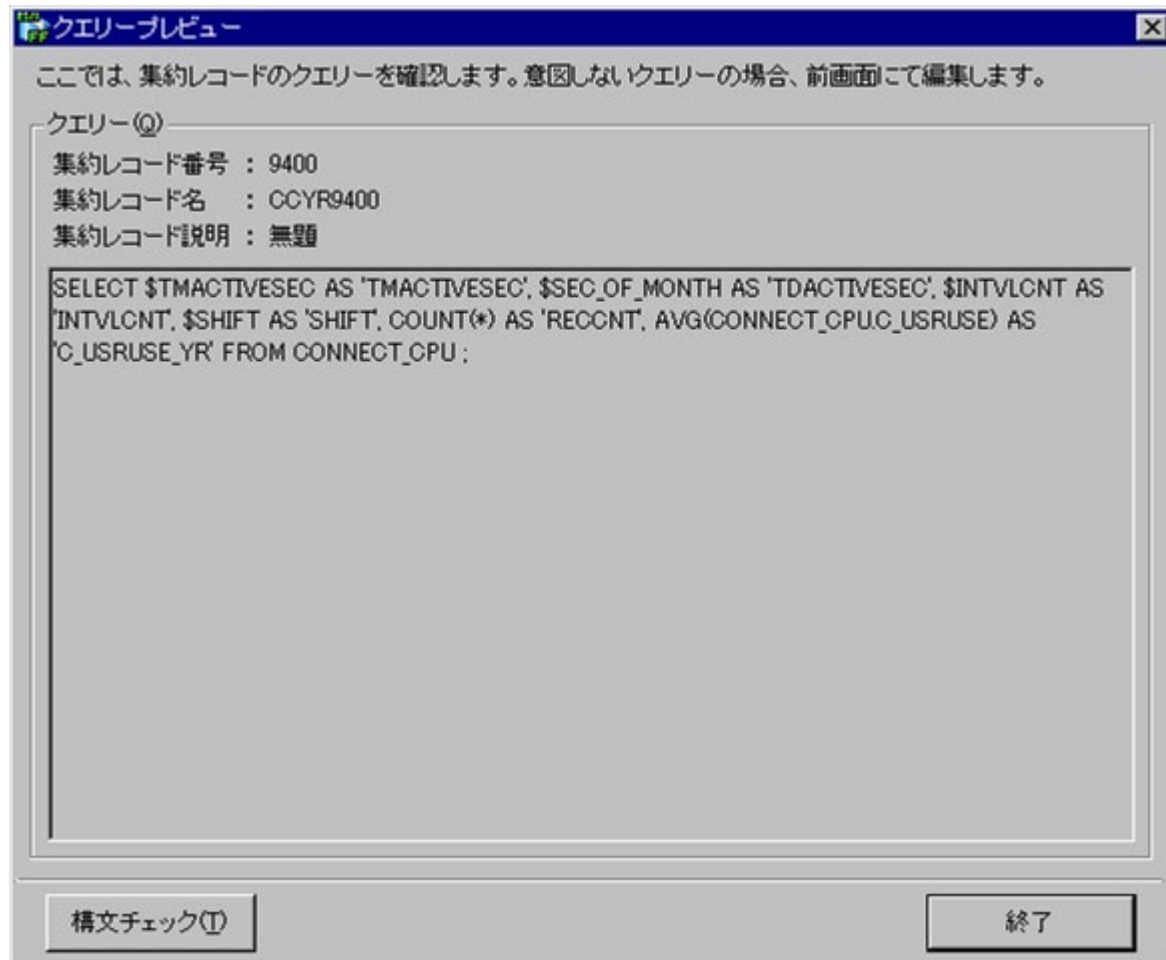 クエリープレビュー
ここでは、集約レコードのクエリーを確認します。意図しないクエリーの場合、前画面にて編集します。
クエリー(Q)
集約レコード番号 : 9400
集約レコード名 : CCYR9400
集約レコード説明 : 無題
SELECT $TMACTIVESEC AS 'TMACTIVESEC', $SEC_OF_MONTH AS 'TDACTIVESEC', $INTVLCNT AS
'INTVLCNT', $SHIFT AS 'SHIFT', COUNT(*) AS 'RECCNT', AVG(CONNECT_CPU.C_USRUSE) AS
'C_USRUSE_YR' FROM CONNECT_CPU ;
構文チェック(T)
終了